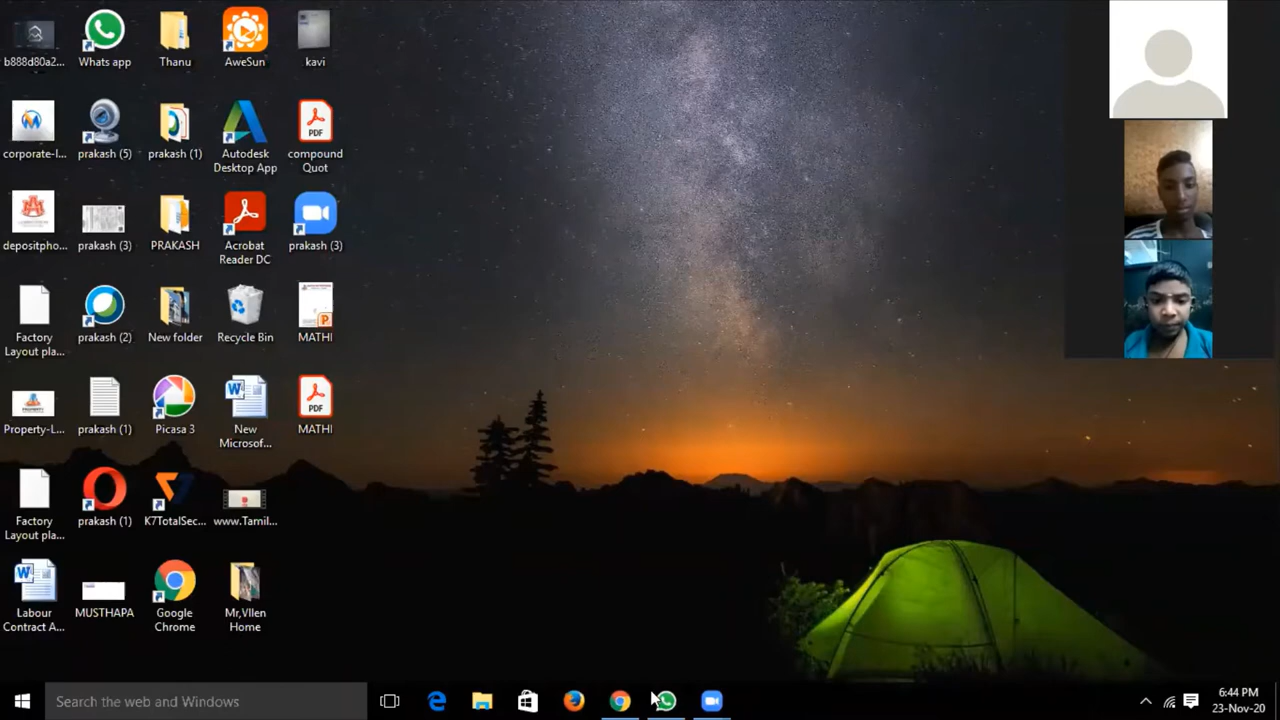 b888d80a2...
Whats app
Thanu
AweSun
kavi
corporate-l...
prakash (5)
prakash (1)
Autodesk
Desktop App
PDF
compound
Quot
depositpho...
prakash (3)
PRAKASH
Acrobat
Reader DC
prakash (3)
Factory
Layout pla...
prakash (2)
New folder
Recycle Bin
MATHI
Property-L...
prakash (1)
Picasa 3
New
Microsof...
PDF
MATHI
Factory
Layout pla...
prakash (1)
K7TotalSec...
www.Tamil...
Labour
Contract A...
MUSTHAPA
Google
Chrome
Mr,Vllen
Home
Search the web and Windows
6:44 PM
23-Nov-20